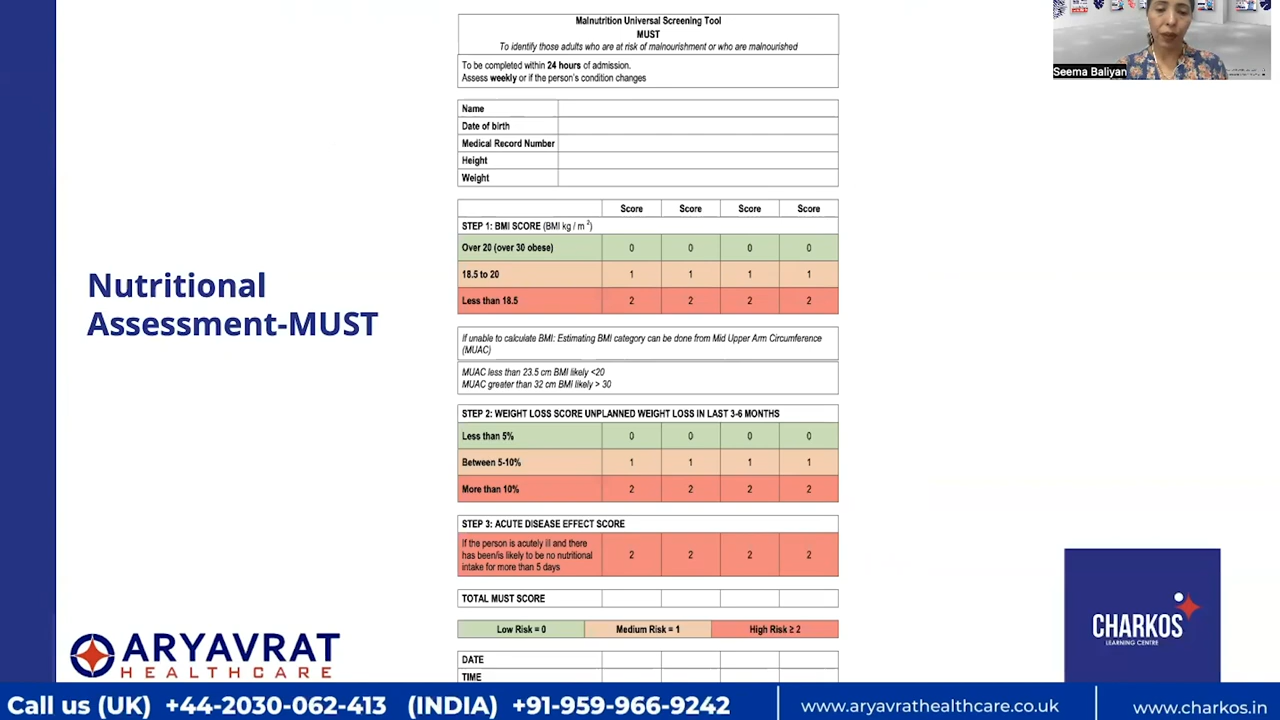 Malnutrition Universal Screening Tool
MUST
To identify those adults who are at risk of malnourishment or who are malnourished
To be completed within 24 hours of admission.
Assess weekly or if the person's condition changes
Name
Date of birth
Medical Record Number
Height
Weight
Score Score Score Score
STEP 1: BMI SCORE (BMI kg / m ²)
Over 20 (over 30 obese) 0 0 0 0
18.5 to 20 1 1 1 1
Less than 18.5 2 2 2 2
If unable to calculate BMI: Estimating BMI category can be done from Mid Upper Arm Circumference
(MUAC)
MUAC less than 23.5 cm BMI likely <20
MUAC greater than 32 cm BMI likely > 30
STEP 2: WEIGHT LOSS SCORE UNPLANNED WEIGHT LOSS IN LAST 3-6 MONTHS
Less than 5% 0 0 0 0
Between 5-10% 1 1 1 1
More than 10% 2 2 2 2
STEP 3: ACUTE DISEASE EFFECT SCORE
If the person is acutely ill and there
has been/is likely to be no nutritional
intake for more than 5 days
2 2 2 2
TOTAL MUST SCORE
Low Risk = 0 Medium Risk = 1 High Risk ≥ 2
DATE
TIME
Nutritional
Assessment-MUST
Seema Baliyan
ARYAVRAT
HEALTHCARE
CHARKOS
LEARNING CENTRE
Call us (UK) +44-2030-062-413 (INDIA) +91-959-966-9242
www.aryavrathealthcare.co.uk
www.charkos.in